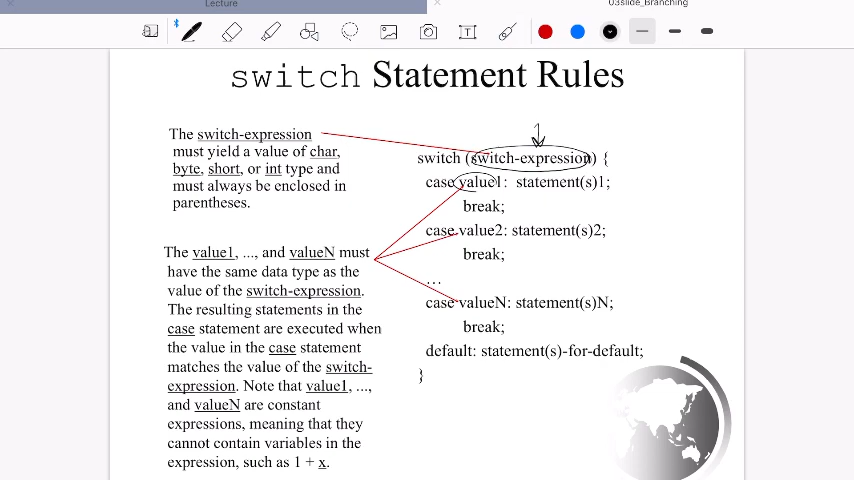 Lecture
03slide_Branching
T
switch Statement Rules
1
The switch-expression
must yield a value of char,
byte, short, or int type and
must always be enclosed in
parentheses.
The value1, ..., and valueN must
have the same data type as the
value of the switch-expression.
The resulting statements in the
case statement are executed when
the value in the case statement
matches the value of the switch-
expression. Note that value1, ...,
and valueN are constant
expressions, meaning that they
cannot contain variables in the
expression, such as 1 + x.
switch (switch-expression) {
case value1: statement(s)1;
break;
case value2: statement(s)2;
break;
…
case valueN: statement(s)N;
break;
default: statement(s)-for-default;
}